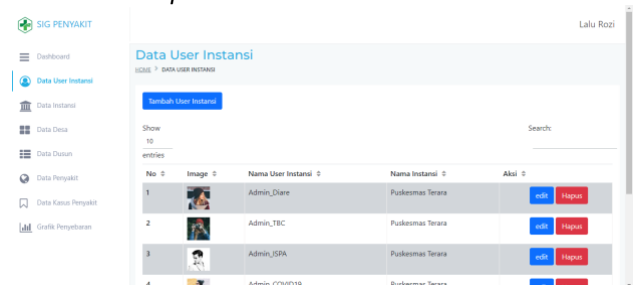 SIG PENYAKIT
Lalu Rozi
Dashboard
Data User Instansi
Data Instansi
Data Desa
Data Dusun
Data Penyakit
Data Kasus Penyakit
Grafik Penyebaran
Data User Instansi
HOME > DATA USER INSTANSI
Tambah User Instansi
Show
10
entries
Search:
No Image Nama User Instansi Nama Instansi Aksi
1 Admin_Diare Puskesmas Terara edit Hapus
2 Admin_TBC Puskesmas Terara edit Hapus
3 Admin_ISPA Puskesmas Terara edit Hapus
4 Admin_COVID19 Puskesmas Terara edit Hapus